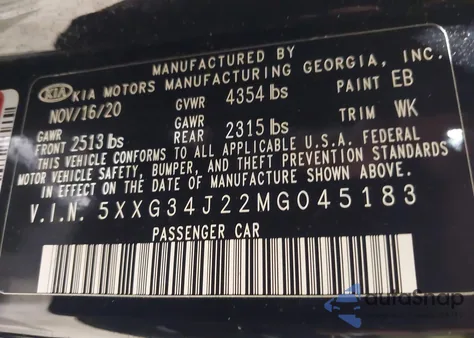 MANUFACTURED BY
KIA KIA MOTORS MANUFACTURING GEORGIA, INC.
NOV/16/20 GVWR 4354 lbs PAINT EB
GAWR FRONT 2513 lbs GAWR REAR 2315 lbs TRIM WK
THIS VEHICLE CONFORMS TO ALL APPLICABLE U.S.A. FEDERAL
MOTOR VEHICLE SAFETY, BUMPER, AND THEFT PREVENTION STANDARDS
IN EFFECT ON THE DATE OF MANUFACTURE SHOWN ABOVE.
V.I.N. 5XXG34J22MG045183
PASSENGER CAR
autoSnap